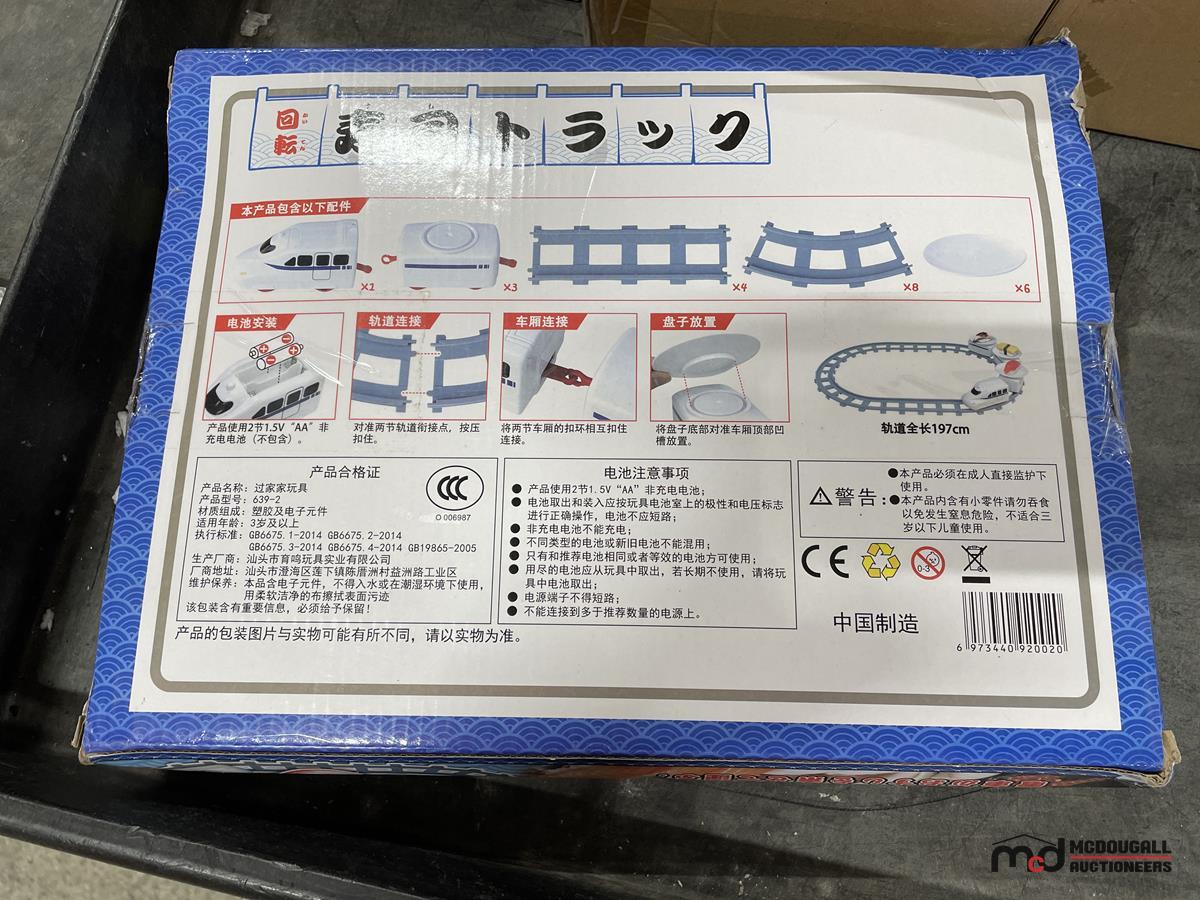 回転
かいてん
寿司トラック
本产品包含以下配件
×1
×3
×4
×8
×6
电池安装
轨道连接
车厢连接
盘子放置
产品使用2节1.5V“AA”非
充电电池（不包含）。
对准两节轨道衔接点，按压
扣住。
将两节车厢的扣环相互扣住
连接。
将盘子底部对准车厢顶部凹
槽放置。
轨道全长197cm
产品合格证
产品名称：过家家玩具
产品型号：639-2
材质组成：塑胶及电子元件
适用年龄：3岁及以上
执行标准：GB6675.1-2014 GB6675.2-2014
GB6675.3-2014 GB6675.4-2014 GB19865-2005
生产厂商：汕头市育鸣玩具实业有限公司
厂商地址：汕头市澄海区莲下镇陈厝洲村益洲路工业区
维护保养：本品含电子元件，不得入水或在潮湿环境下使用，
用柔软洁净的布擦拭表面污迹
该包装含有重要信息，必须给予保留！
CCC
O 006987
电池注意事项
● 产品使用2节1.5V“AA”非充电电池；
● 电池取出和装入应按玩具电池室上的极性和电压标志
进行正确操作，电池不应短路；
● 非充电电池不能充电；
● 不同类型的电池或新旧电池不能混用；
● 只有和推荐电池相同或者等效的电池方可使用；
● 用尽的电池应从玩具中取出，若长期不使用，请将玩
具中电池取出；
● 电源端子不得短路；
● 不能连接到多于推荐数量的电源上。
警告：
●本产品必须在成人直接监护下
使用。
●本产品内含有小零件请勿吞食
以免发生窒息危险，不适合三
岁以下儿童使用。
CE
0-3
中国制造
6 973440 920020
产品的包装图片与实物可能有所不同，请以实物为准。
mcd
MCDOUGALL
AUCTIONEERS